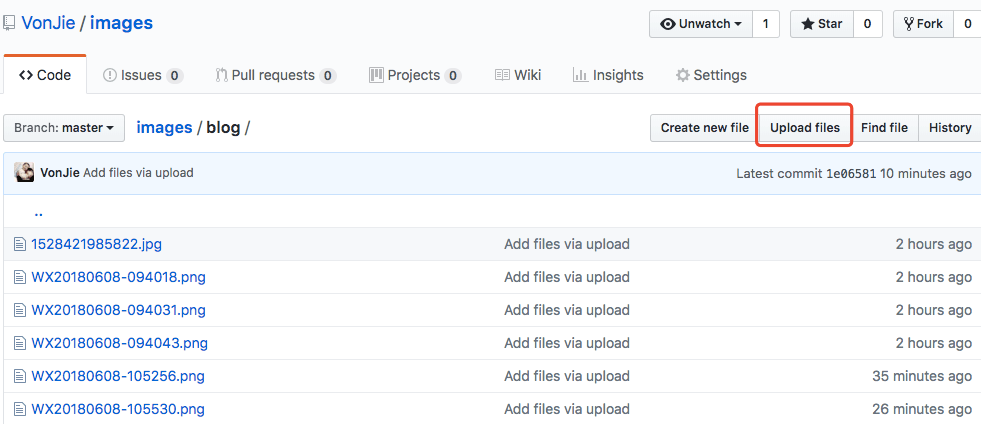 VonJie / images
Unwatch 1 Star 0 Fork 0
Code Issues 0 Pull requests 0 Projects 0 Wiki Insights Settings
Branch: master images / blog / Create new file Upload files Find file History
VonJie Add files via upload Latest commit 1e06581 10 minutes ago
..
1528421985822.jpg Add files via upload 2 hours ago
WX20180608-094018.png Add files via upload 2 hours ago
WX20180608-094031.png Add files via upload 2 hours ago
WX20180608-094043.png Add files via upload 2 hours ago
WX20180608-105256.png Add files via upload 35 minutes ago
WX20180608-105530.png Add files via upload 26 minutes ago